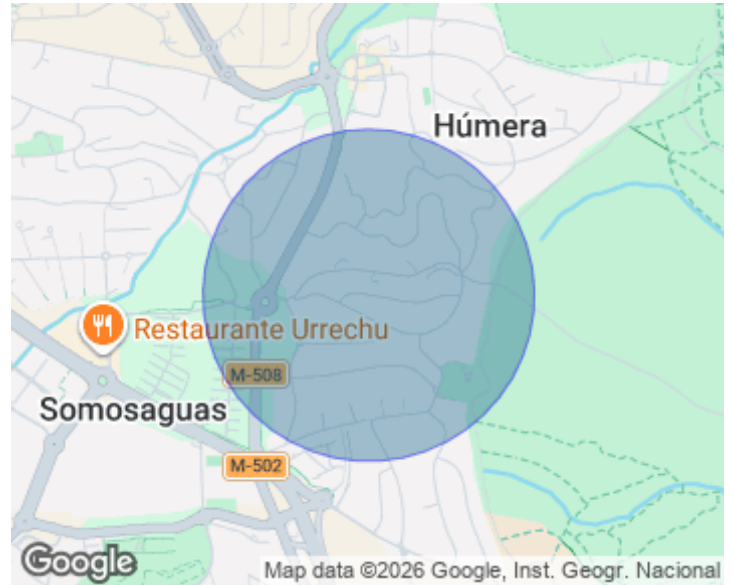 Húmera
Restaurante Urrechu
M-508
Somosaguas
M-502
Google
Map data ©2026 Google, Inst. Geogr. Nacional